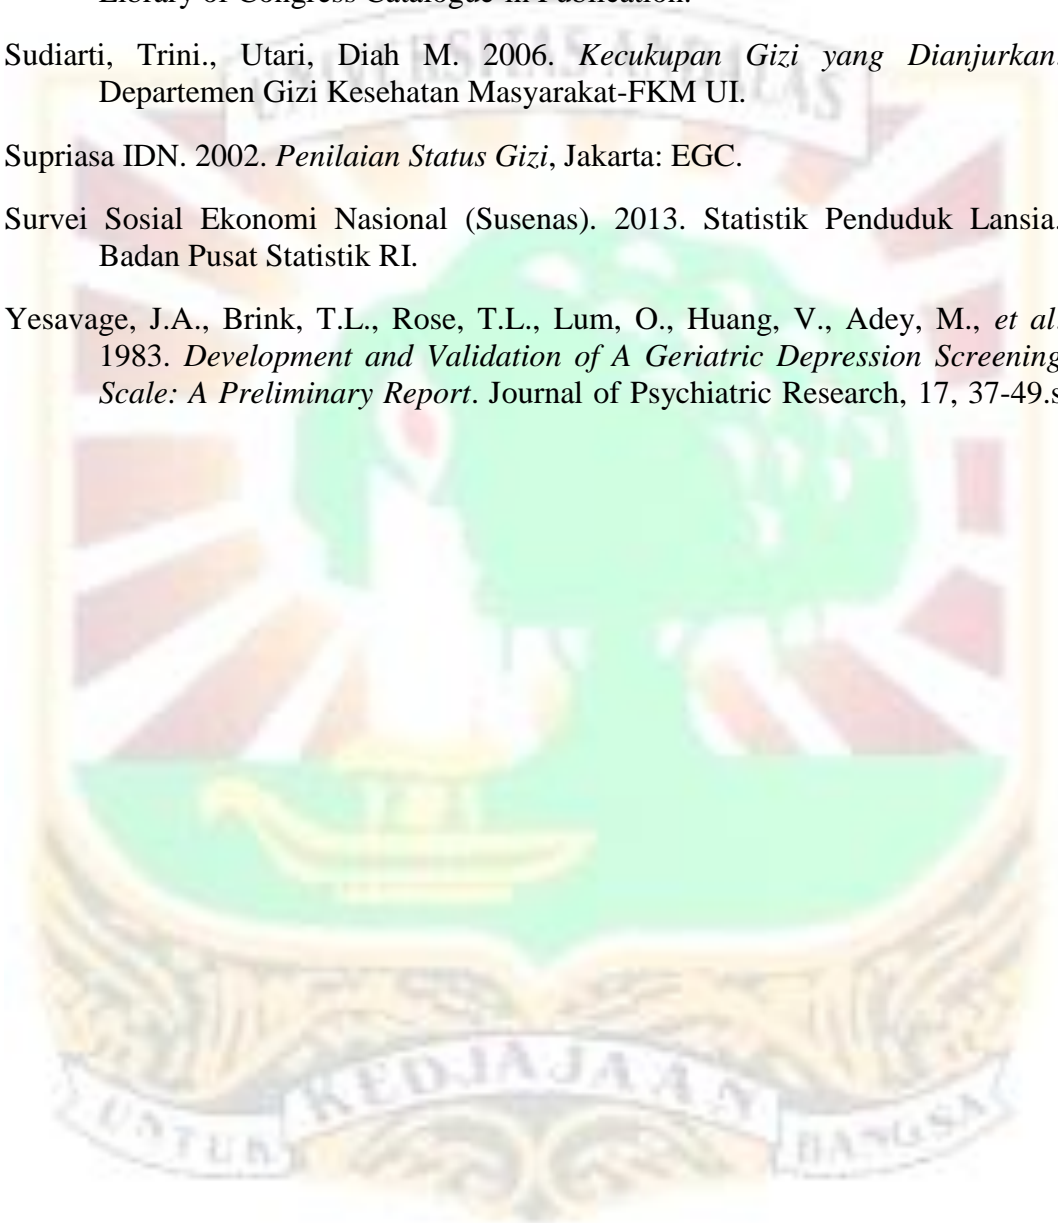 Library of Congress Catalogue-in Publication.
Sudiarti, Trini., Utari, Diah M. 2006. Kecukupan Gizi yang Dianjurkan.
Departemen Gizi Kesehatan Masyarakat-FKM UI.
Supriasa IDN. 2002. Penilaian Status Gizi, Jakarta: EGC.
Survei Sosial Ekonomi Nasional (Susenas). 2013. Statistik Penduduk Lansia.
Badan Pusat Statistik RI.
Yesavage, J.A., Brink, T.L., Rose, T.L., Lum, O., Huang, V., Adey, M., et al.
1983. Development and Validation of A Geriatric Depression Screening
Scale: A Preliminary Report. Journal of Psychiatric Research, 17, 37-49.s
UNIVERSITAS ANDALAS
UNTUK KEDJAJAAN BANGSA